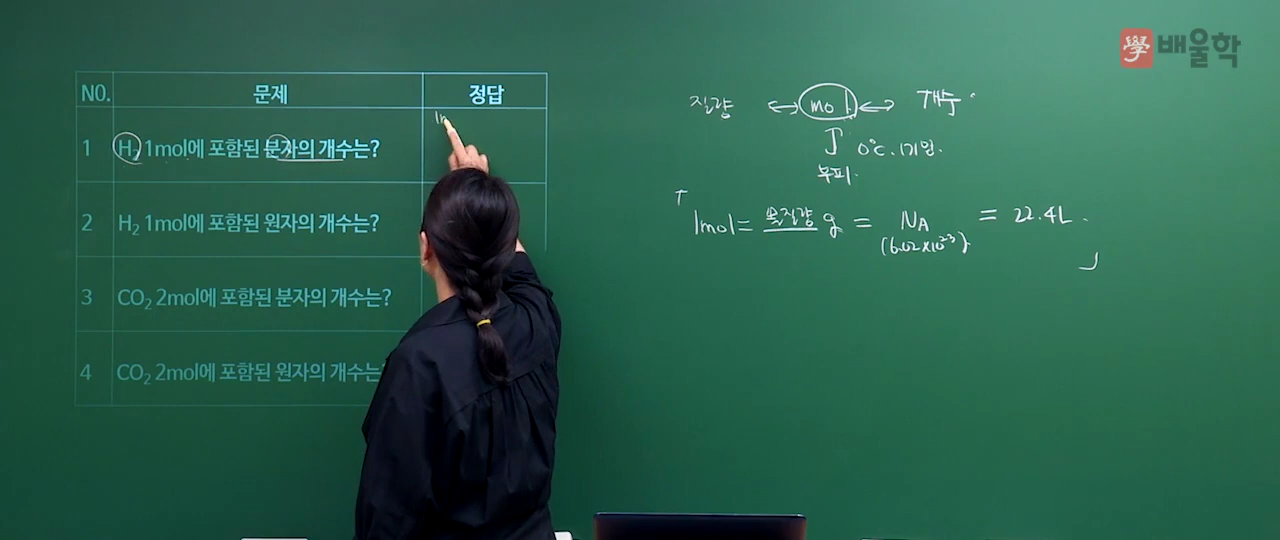 學 배울학
NO. 문제 정답
1 H₂ 1mol에 포함된 분자의 개수는? 1m
2 H₂ 1mol에 포함된 원자의 개수는?
3 CO₂ 2mol에 포함된 분자의 개수는?
4 CO₂ 2mol에 포함된 원자의 개수는
질량 ↔ mol ↔ 개수
0℃. 1기압.
부피
「1mol = 몰질량 g = NA = 22.4L.
(6.02×10²³) 」